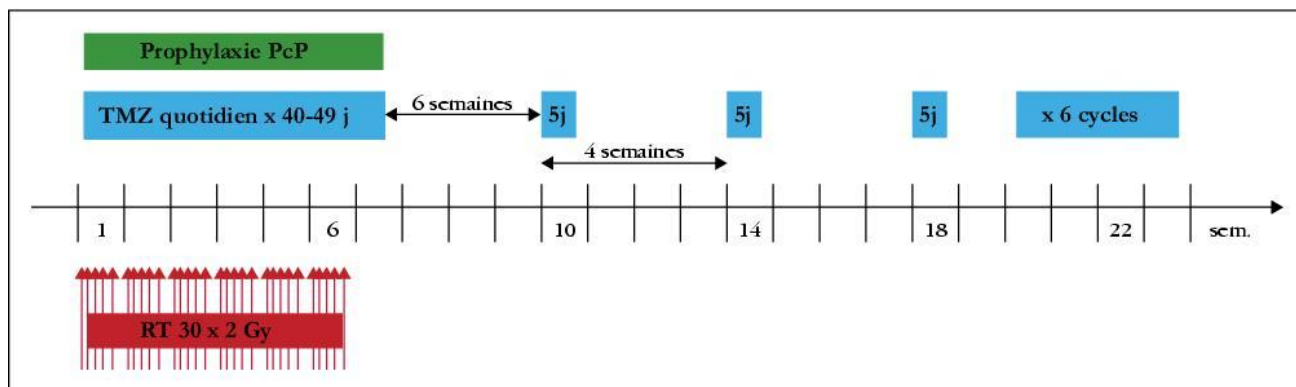 Prophylaxie PcP
TMZ quotidien x 40-49 j
6 semaines
5j
5j
5j
x 6 cycles
4 semaines
1
6
10
14
18
22
sem.
RT 30 x 2 Gy